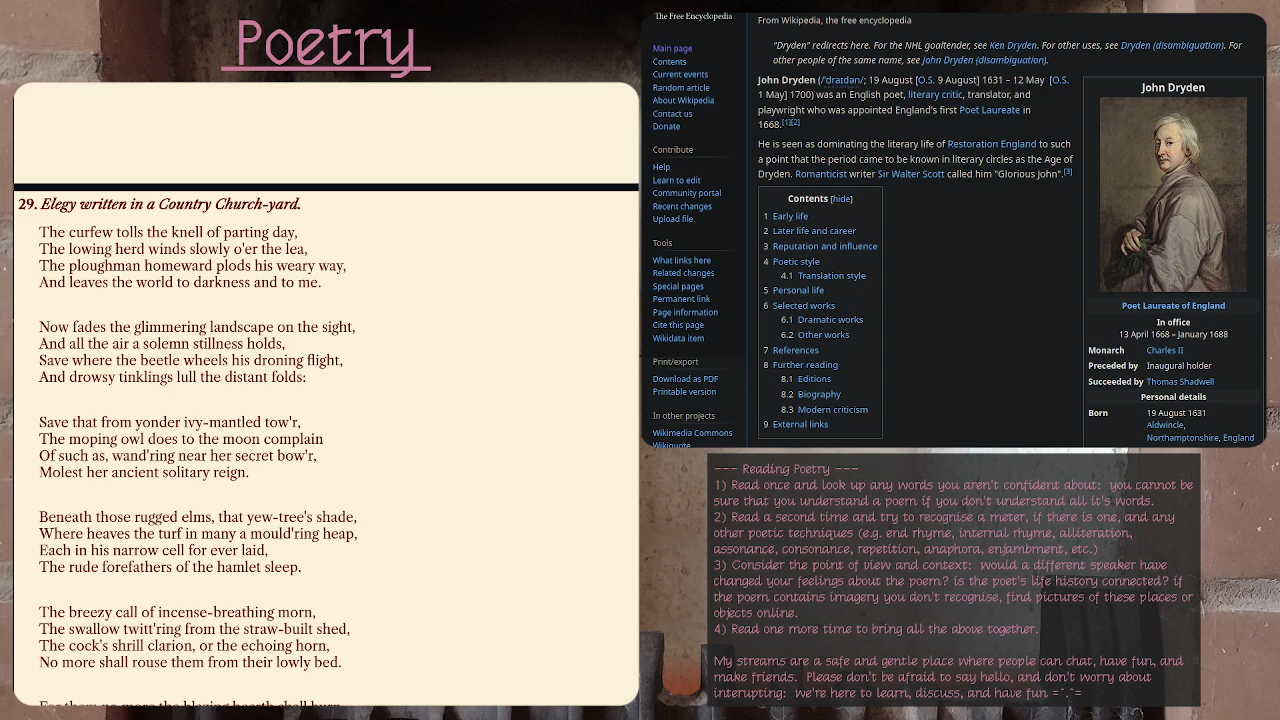 Poetry
29. Elegy written in a Country Church-yard.
The curfew tolls the knell of parting day,
The lowing herd winds slowly o'er the lea,
The ploughman homeward plods his weary way,
And leaves the world to darkness and to me.
Now fades the glimmering landscape on the sight,
And all the air a solemn stillness holds,
Save where the beetle wheels his droning flight,
And drowsy tinklings lull the distant folds:
Save that from yonder ivy-mantled tow'r,
The moping owl does to the moon complain
Of such as, wand'ring near her secret bow'r,
Molest her ancient solitary reign.
Beneath those rugged elms, that yew-tree's shade,
Where heaves the turf in many a mould'ring heap,
Each in his narrow cell for ever laid,
The rude forefathers of the hamlet sleep.
The breezy call of incense-breathing morn,
The swallow twitt'ring from the straw-built shed,
The cock's shrill clarion, or the echoing horn,
No more shall rouse them from their lowly bed.
For them no more the blazing hearth shall burn
The Free Encyclopedia
Main page
Contents
Current events
Random article
About Wikipedia
Contact us
Donate
Contribute
Help
Learn to edit
Community portal
Recent changes
Upload file
Tools
What links here
Related changes
Special pages
Permanent link
Page information
Cite this page
Wikidata item
Print/export
Download as PDF
Printable version
In other projects
Wikimedia Commons
Wikiquote
From Wikipedia, the free encyclopedia
"Dryden" redirects here. For the NHL goaltender, see Ken Dryden. For other uses, see Dryden (disambiguation). For
other people of the same name, see John Dryden (disambiguation).
John Dryden (/ˈdraɪdən/; 19 August [O.S. 9 August] 1631 – 12 May [O.S.
1 May] 1700) was an English poet, literary critic, translator, and
playwright who was appointed England's first Poet Laureate in
1668.[1][2]
He is seen as dominating the literary life of Restoration England to such
a point that the period came to be known in literary circles as the Age of
Dryden. Romanticist writer Sir Walter Scott called him "Glorious John".[3]
Contents [hide]
1 Early life
2 Later life and career
3 Reputation and influence
4 Poetic style
4.1 Translation style
5 Personal life
6 Selected works
6.1 Dramatic works
6.2 Other works
7 References
8 Further reading
8.1 Editions
8.2 Biography
8.3 Modern criticism
9 External links
John Dryden
Poet Laureate of England
In office
13 April 1668 – January 1688
Monarch Charles II
Preceded by Inaugural holder
Succeeded by Thomas Shadwell
Personal details
Born 19 August 1631
Aldwincle,
Northamptonshire, England
--- Reading Poetry ---
1) Read once and look up any words you aren't confident about: you cannot be
sure that you understand a poem if you don't understand all it's words.
2) Read a second time and try to recognise a meter, if there is one, and any
other poetic techniques (e.g. end rhyme, internal rhyme, alliteration,
assonance, consonance, repetition, anaphora, enjambment, etc.)
3) Consider the point of view and context: would a different speaker have
changed your feelings about the poem? is the poet's life history connected? if
the poem contains imagery you don't recognise, find pictures of these places or
objects online.
4) Read one more time to bring all the above together.
My streams are a safe and gentle place where people can chat, have fun, and
make friends. Please don't be afraid to say hello, and don't worry about
interupting: we're here to learn, discuss, and have fun =^.^=